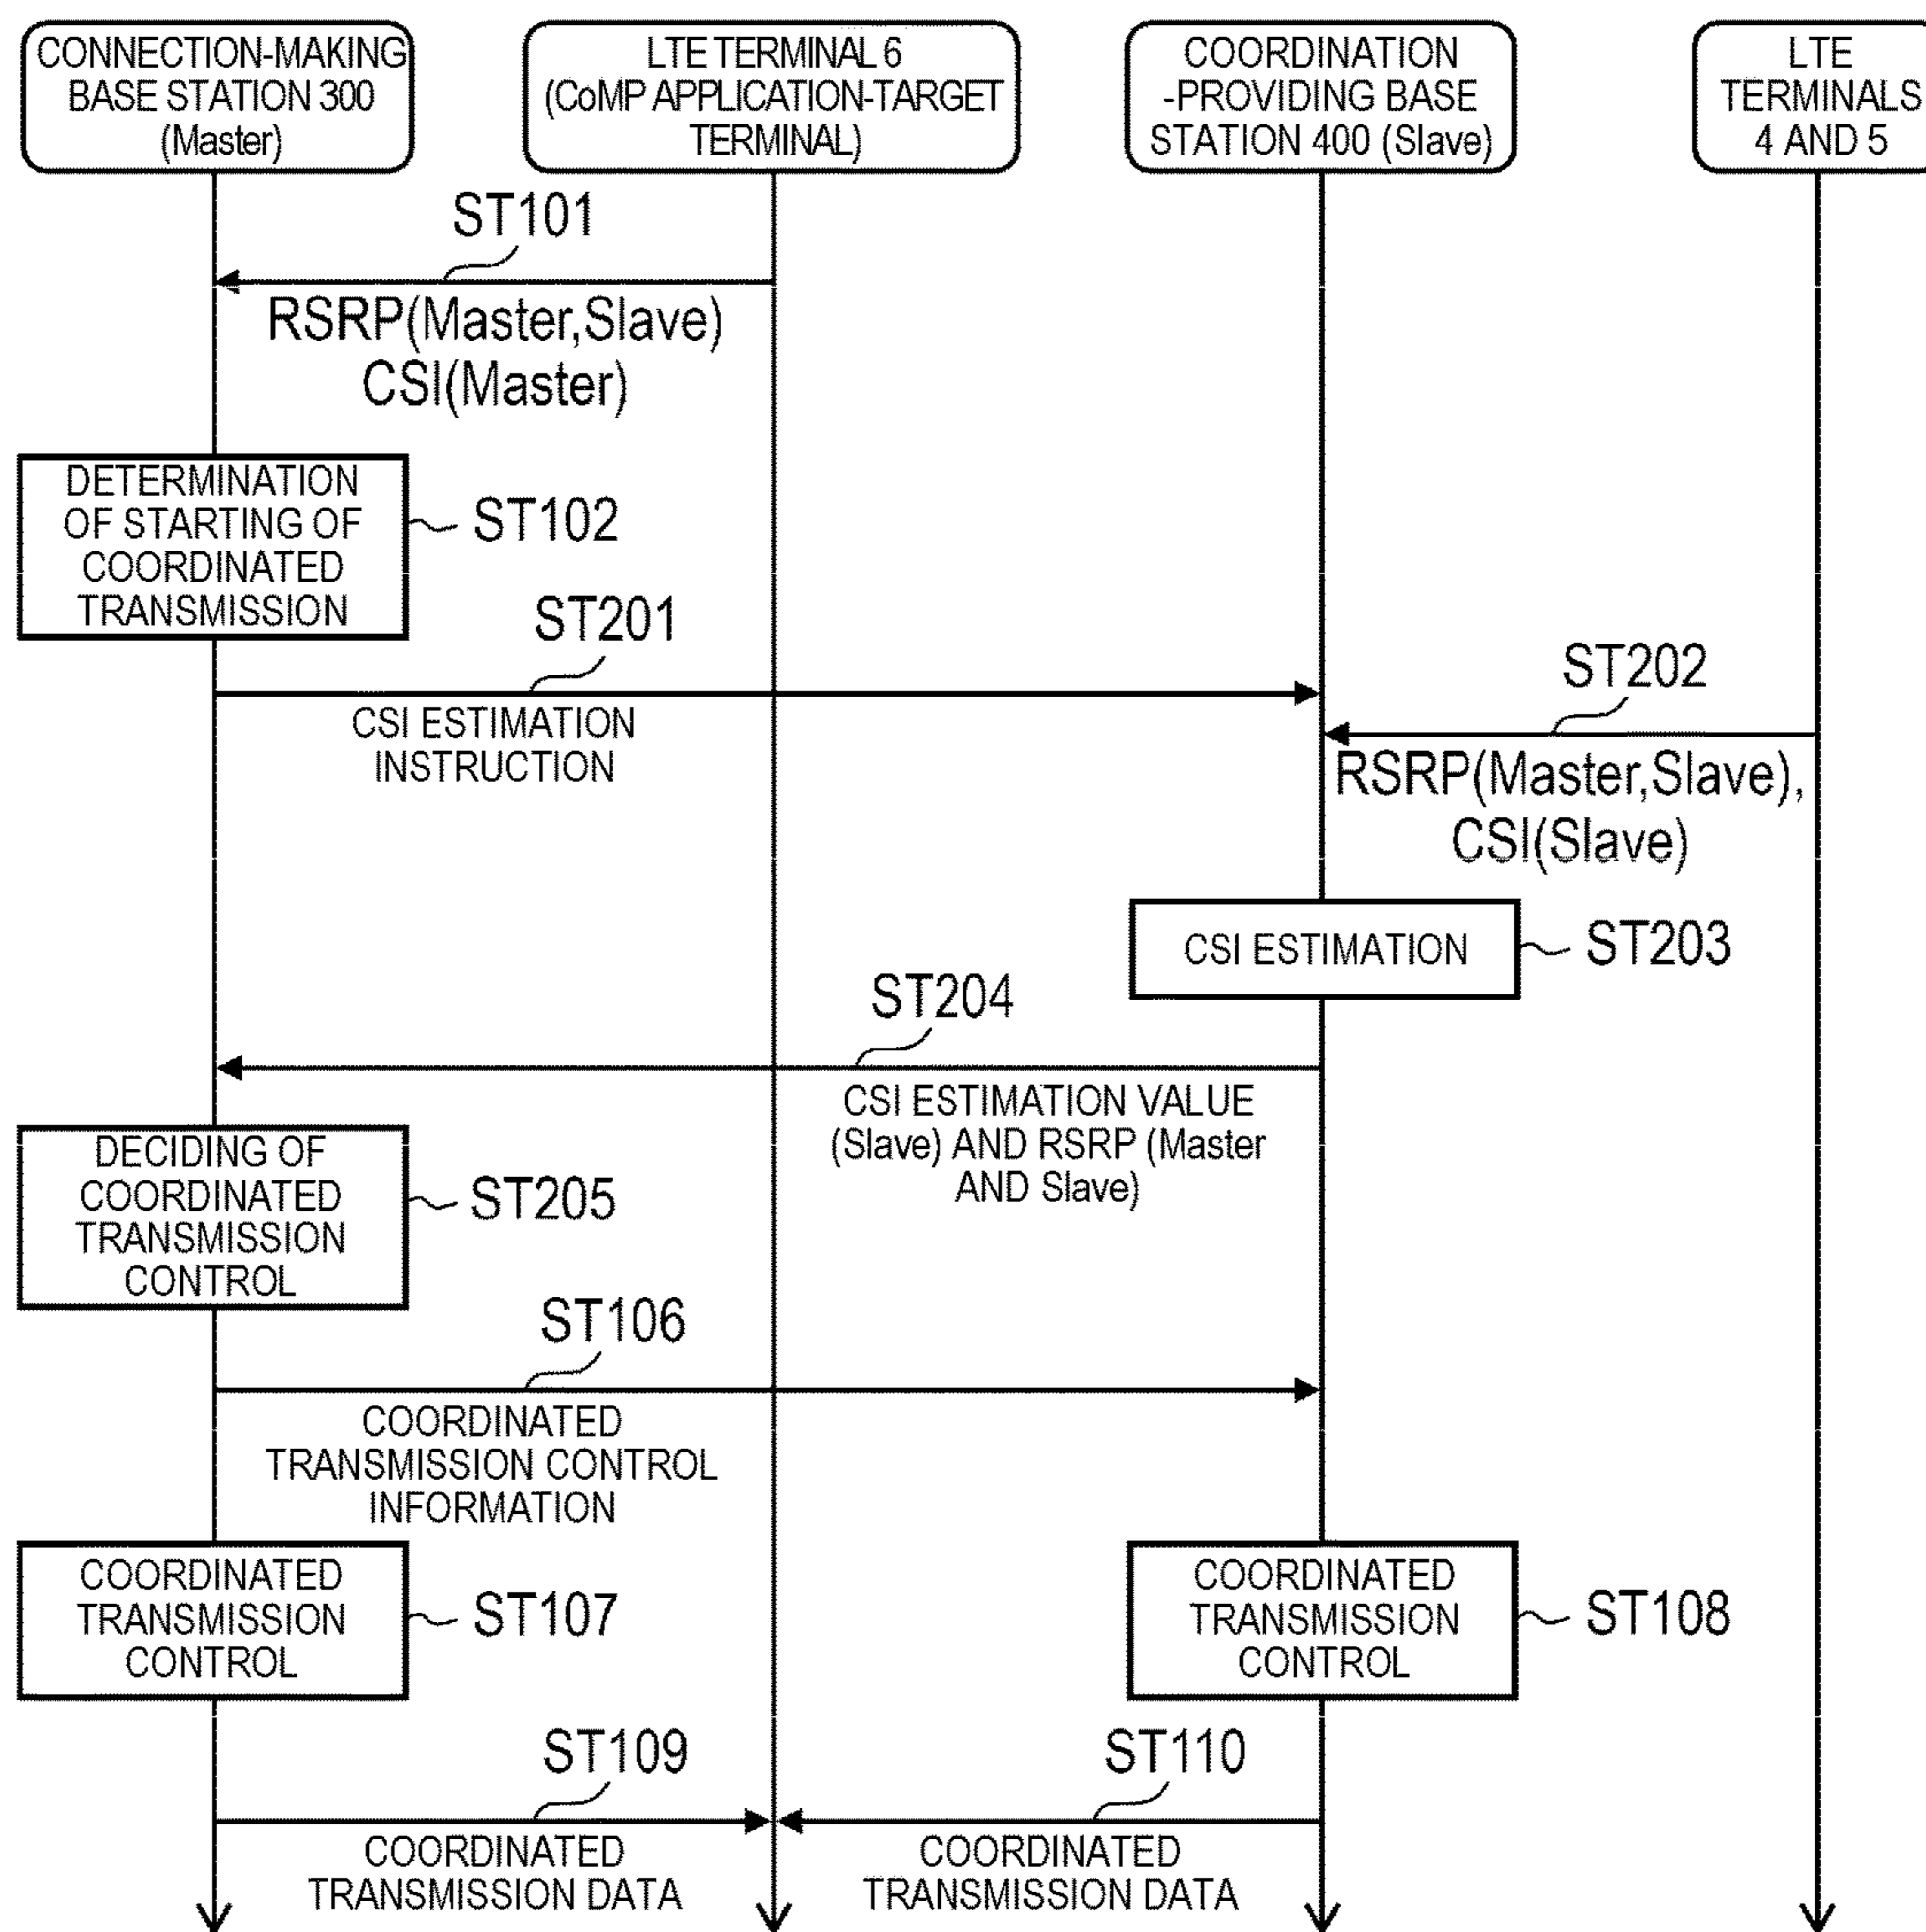 CONNECTION-MAKING
BASE STATION 300
(Master)
LTE TERMINAL 6
(CoMP APPLICATION-TARGET
TERMINAL)
COORDINATION
-PROVIDING BASE
STATION 400 (Slave)
LTE
TERMINALS
4 AND 5
ST101
RSRP(Master,Slave)
CSI(Master)
DETERMINATION
OF STARTING OF
COORDINATED
TRANSMISSION
ST102
ST201
CSI ESTIMATION
INSTRUCTION
ST202
RSRP(Master,Slave),
CSI(Slave)
CSI ESTIMATION
ST203
ST204
CSI ESTIMATION VALUE
(Slave) AND RSRP (Master
AND Slave)
DECIDING OF
COORDINATED
TRANSMISSION
CONTROL
ST205
ST106
COORDINATED
TRANSMISSION CONTROL
INFORMATION
COORDINATED
TRANSMISSION
CONTROL
ST107
COORDINATED
TRANSMISSION
CONTROL
ST108
ST109
COORDINATED
TRANSMISSION DATA
ST110
COORDINATED
TRANSMISSION DATA